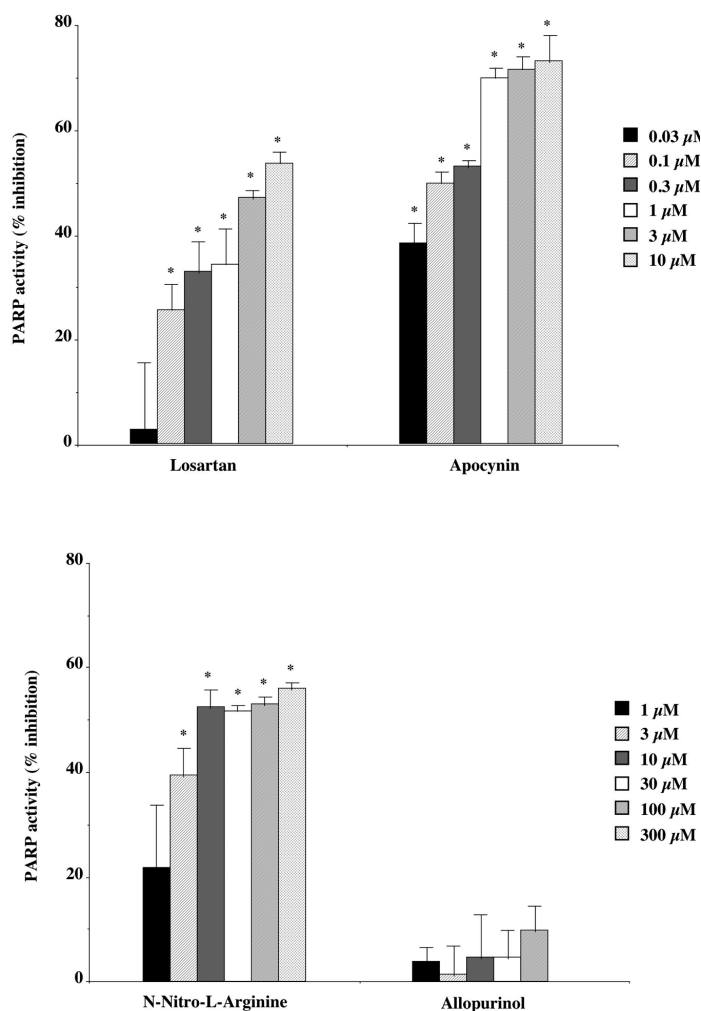 80
60
40
20
0
PARP activity (% inhibition)
* * * * *
* * * * * *
Losartan Apocynin
0.03 µM
0.1 µM
0.3 µM
1 µM
3 µM
10 µM
80
60
40
20
0
PARP activity (% inhibition)
* * * * *
N-Nitro-L-Arginine Allopurinol
1 µM
3 µM
10 µM
30 µM
100 µM
300 µM